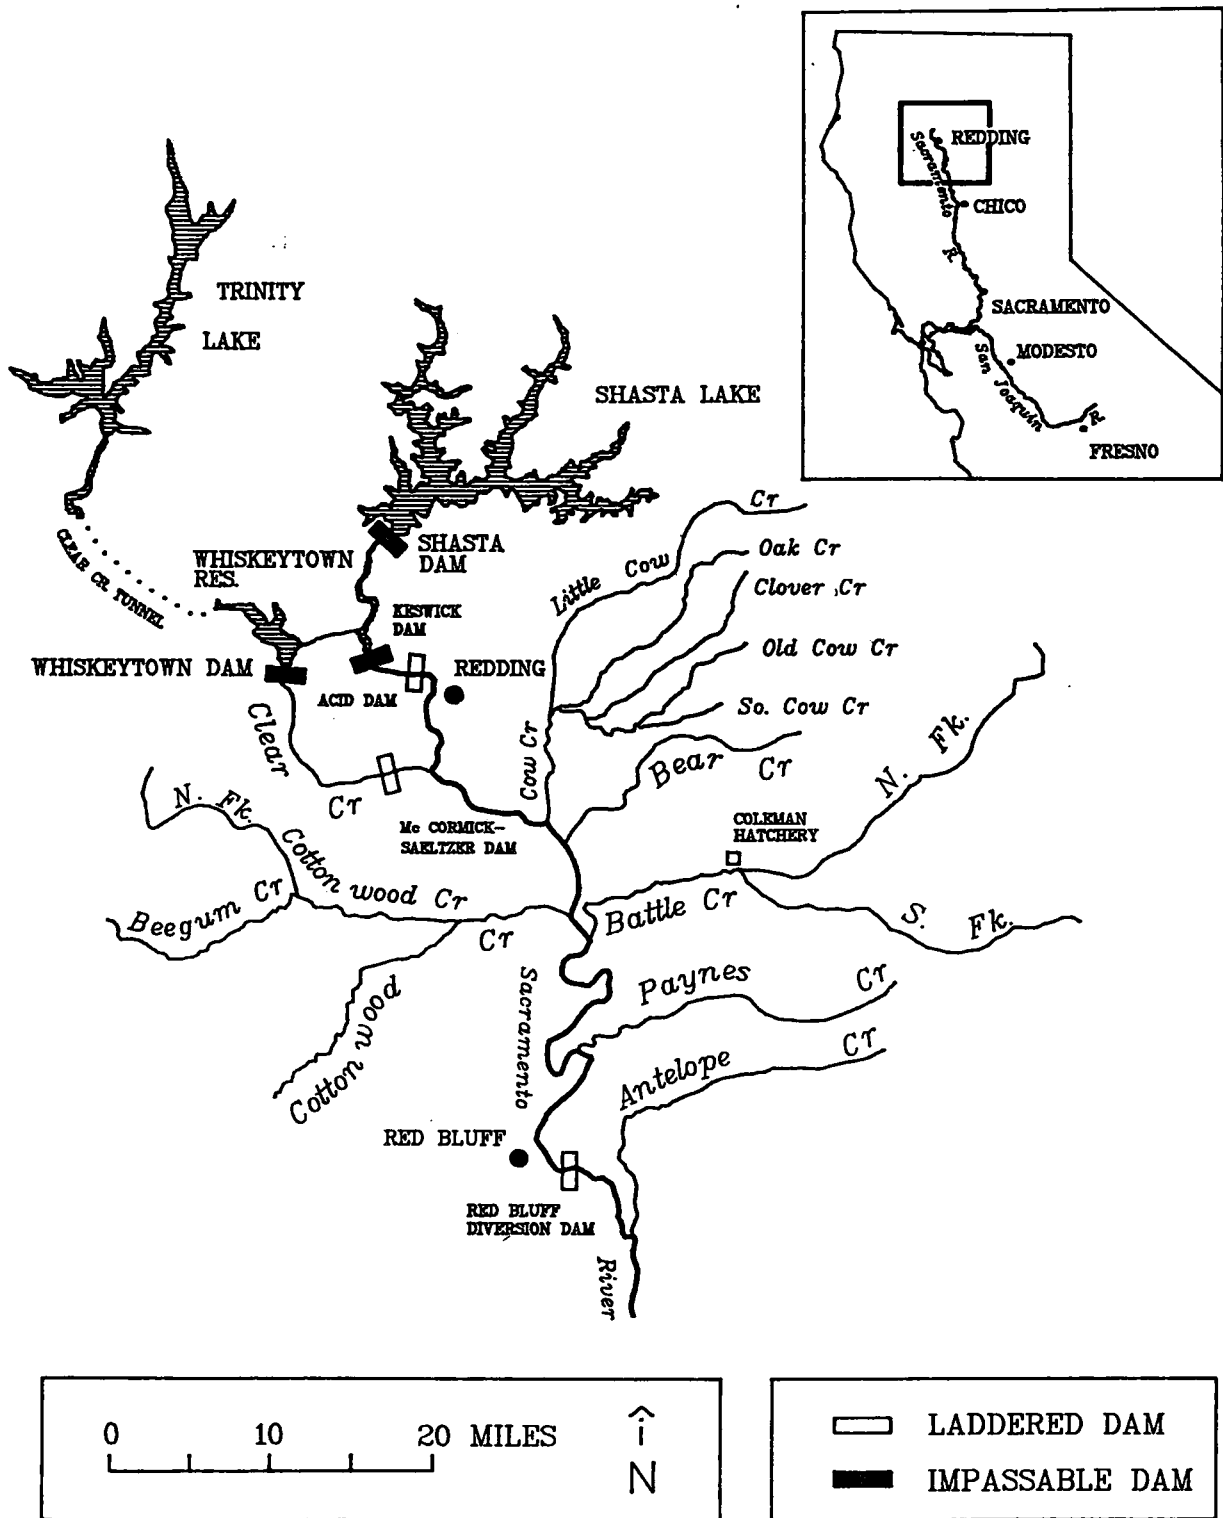 REDDING
Sacramento
R
CHICO
SACRAMENTO
MODESTO
San Joaquin
R.
FRESNO
TRINITY
LAKE
SHASTA LAKE
CLEAR CR. TUNNEL
WHISKEYTOWN
RES.
SHASTA
DAM
KESWICK
DAM
WHISKEYTOWN DAM
ACID DAM
REDDING
Little Cow Cr
Oak Cr
Clover Cr
Old Cow Cr
So. Cow Cr
Cow Cr
Bear Cr
Clear Cr
Mc CORMICK-
SAELTZER DAM
N. Fk. Cotton wood Cr
Beegum Cr
Cotton wood Cr
COLEMAN
HATCHERY
N. Fk.
Battle Cr
S. Fk.
Paynes Cr
Antelope Cr
Sacramento
River
RED BLUFF
RED BLUFF
DIVERSION DAM
0 10 20 MILES
N
LADDERED DAM
IMPASSABLE DAM